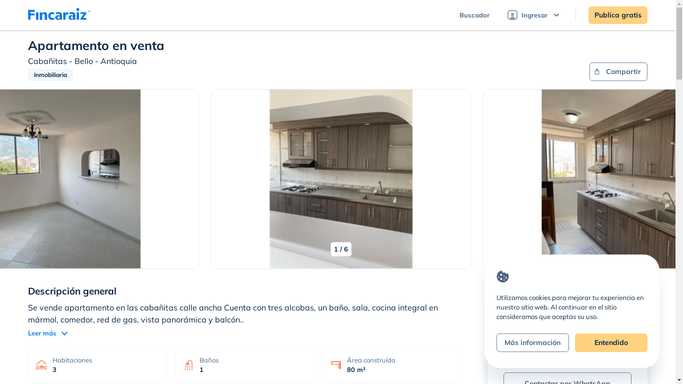 Fincaraiz
Buscador
Ingresar
Publica gratis
Apartamento en venta
Cabañitas - Bello - Antioquia
Inmobiliaria
Compartir
1 / 6
Descripción general
Se vende apartamento en las cabañitas calle ancha Cuenta con tres alcobas, un baño, sala, cocina integral en
mármol, comedor, red de gas, vista panorámica y balcón..
Leer más
Habitaciones
3
Baños
1
Área construida
80 m²
Utilizamos cookies para mejorar tu experiencia en
nuestro sitio web. Al continuar en el sitio
consideramos que aceptas su uso.
Más información
Entendido
Contactar por WhatsApp